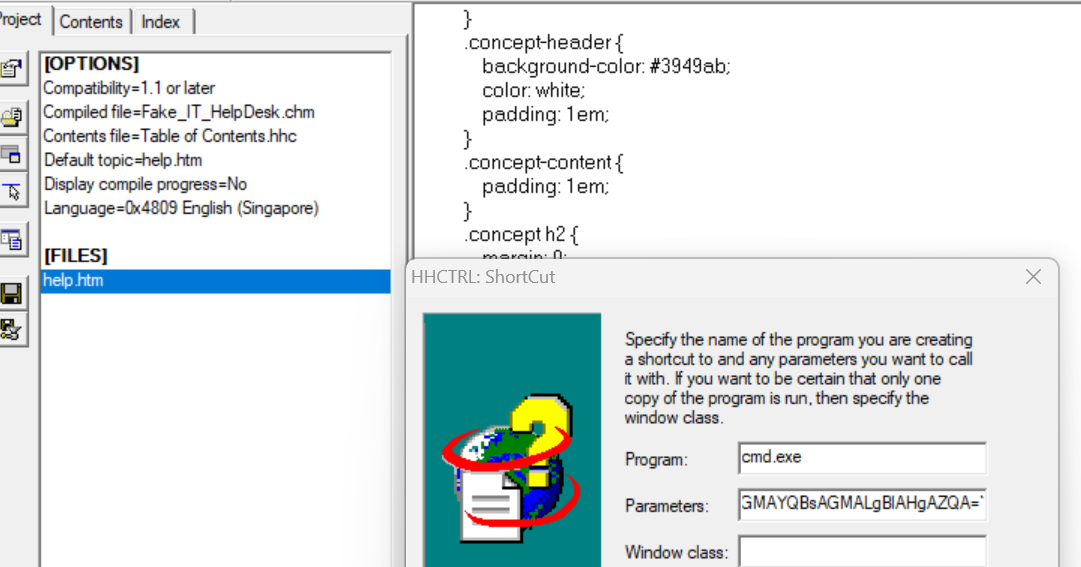 Project Contents Index
[OPTIONS]
Compatibility=1.1 or later
Compiled file=Fake_IT_HelpDesk.chm
Contents file=Table of Contents.hhc
Default topic=help.htm
Display compile progress=No
Language=0x4809 English (Singapore)
[FILES]
help.htm
}
.concept-header {
background-color: #3949ab;
color: white;
padding: 1em;
}
.concept-content {
padding: 1em;
}
.concept h2 {
margin: 0;
HHCTRL: ShortCut
Specify the name of the program you are creating
a shortcut to and any parameters you want to call
it with. If you want to be certain that only one
copy of the program is run, then specify the
window class.
Program: cmd.exe
Parameters: GMAYQBsAGMALgBlAHgAZQA=
Window class: